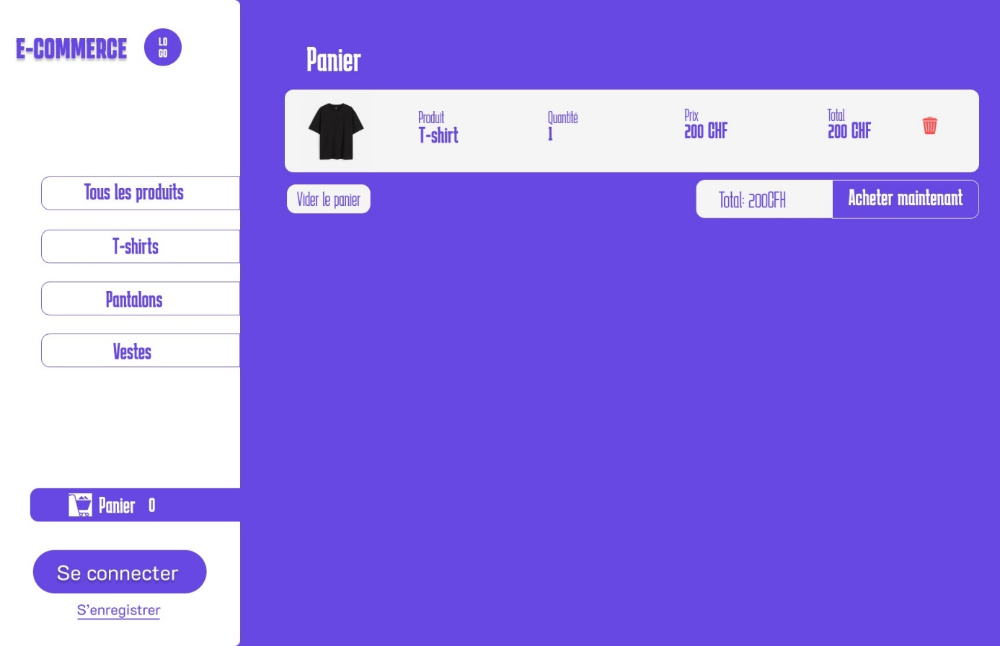 E-COMMERCE
LO
GO
Tous les produits
T-shirts
Pantalons
Vestes
Panier 0
Se connecter
S'enregistrer
Panier
Produit
T-shirt
Quantité
1
Prix
200 CHF
Total
200 CHF
Vider le panier
Total: 200CFH
Acheter maintenant